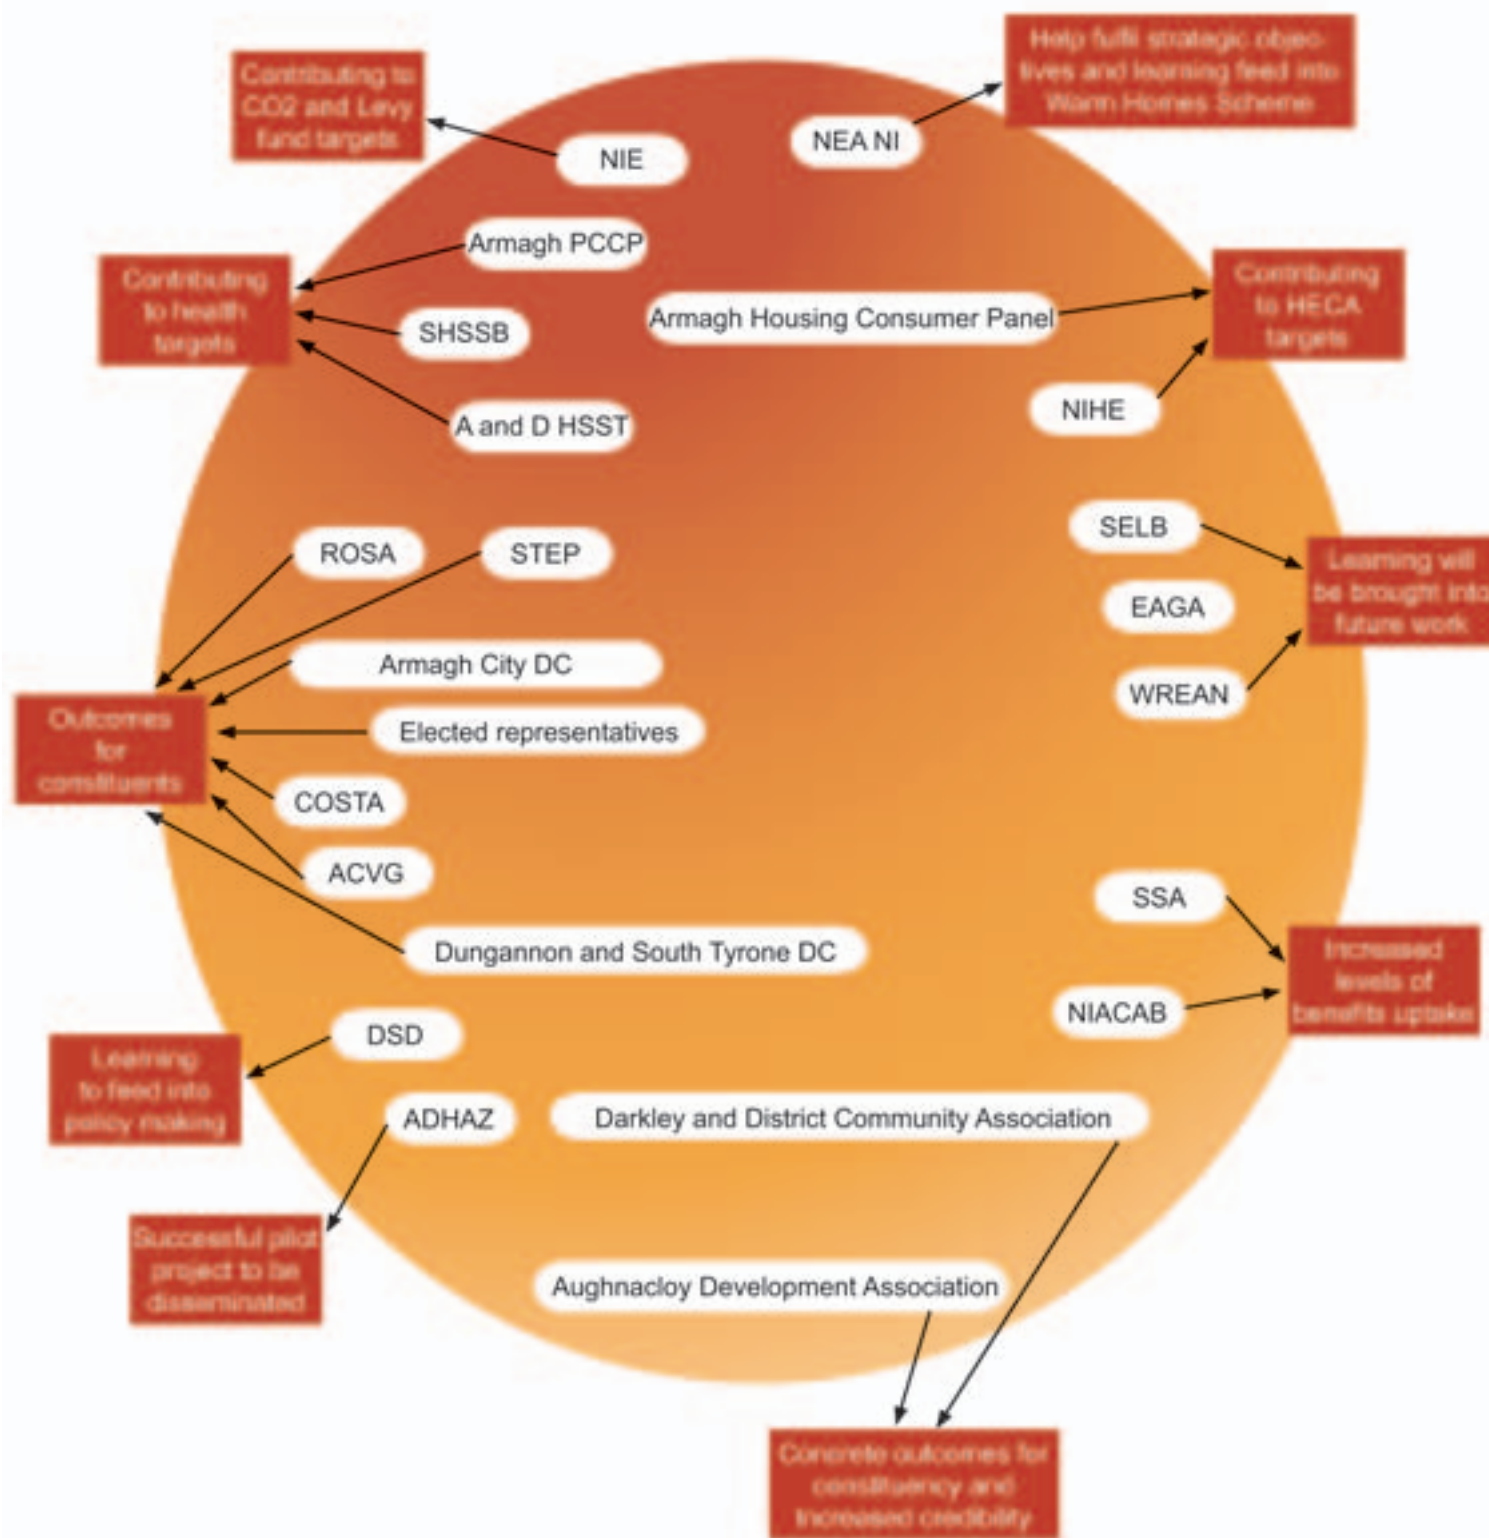 Contributing to
CO2 and Levy
fund targets
Help fulfil strategic objec-
tives and learning feed into
Warm Homes Scheme
NIE
NEA NI
Armagh PCCP
Contributing
to health
targets
SHSSB
A and D HSST
Armagh Housing Consumer Panel
Contributing
to HECA
targets
NIHE
ROSA
STEP
SELB
EAGA
WREAN
Learning will
be brought into
future work
Armagh City DC
Elected representatives
Outcomes
for
constituents
COSTA
ACVG
Dungannon and South Tyrone DC
SSA
NIACAB
Increased
levels of
benefits uptake
DSD
Learning
to feed into
policy making
ADHAZ
Darkley and District Community Association
Successful pilot
project to be
disseminated
Aughnacloy Development Association
Concrete outcomes for
constituency and
Increased credibility